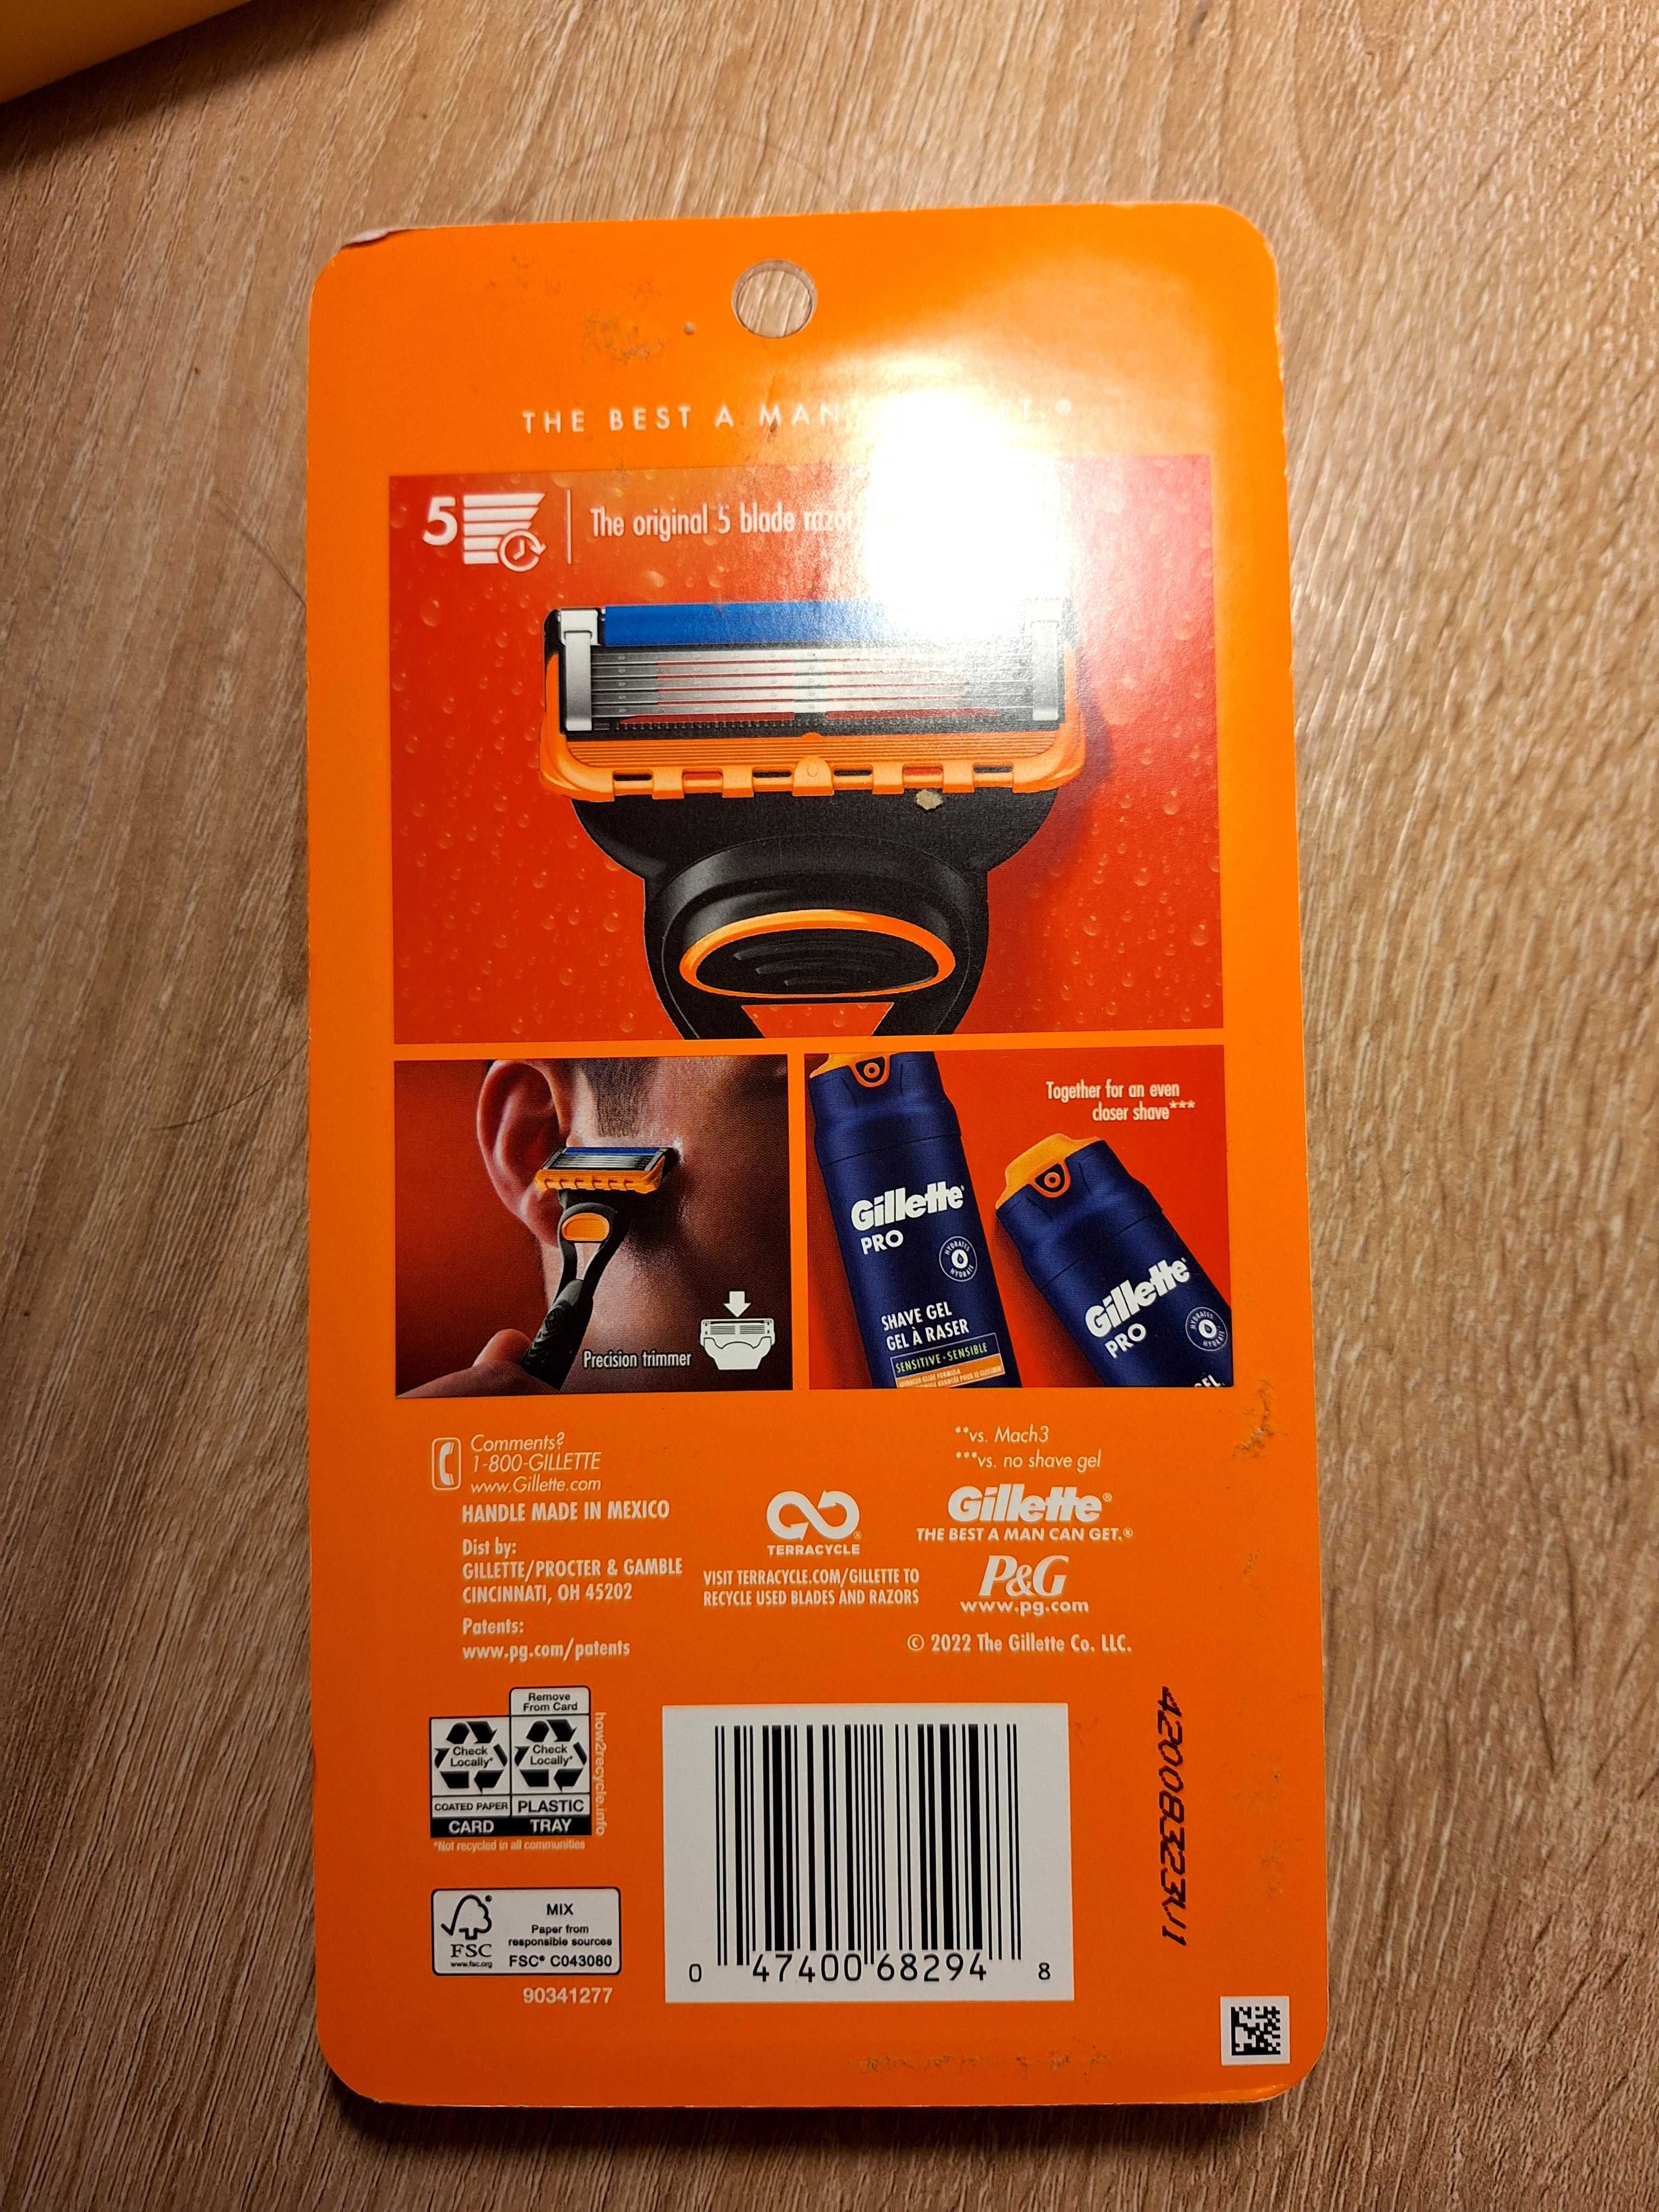 THE BEST A MAN
5
The original 5 blade razor
Together for an even
closer shave***
Gillette
PRO
HYDRATES
HYDRATE
SHAVE GEL
GEL À RASER
SENSITIVE - SENSIBLE
Gillette
PRO
HYDRATES
HYDRATE
Precision trimmer
Comments?
1-800-GILLETTE
www.Gillette.com
HANDLE MADE IN MEXICO
Dist by:
GILLETTE/PROCTER & GAMBLE
CINCINNATI, OH 45202
Patents:
www.pg.com/patents
TERRACYCLE
VISIT TERRACYCLE.COM/GILLETTE TO
RECYCLE USED BLADES AND RAZORS
**vs. Mach3
***vs. no shave gel
Gillette®
THE BEST A MAN CAN GET.®
P&G
www.pg.com
© 2022 The Gillette Co. LLC.
Remove
From Card
Check
Locally*
Check
Locally*
COATED PAPER
PLASTIC
CARD
TRAY
how2recycle.info
*Not recycled in all communities
FSC
www.fsc.org
MIX
Paper from
responsible sources
FSC® C043080
90341277
0 47400 68294 8
42008323U1